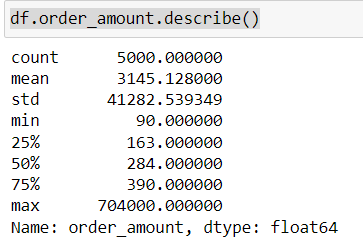 df.order_amount.describe()
count 5000.000000
mean 3145.128000
std 41282.539349
min 90.000000
25% 163.000000
50% 284.000000
75% 390.000000
max 704000.000000
Name: order_amount, dtype: float64